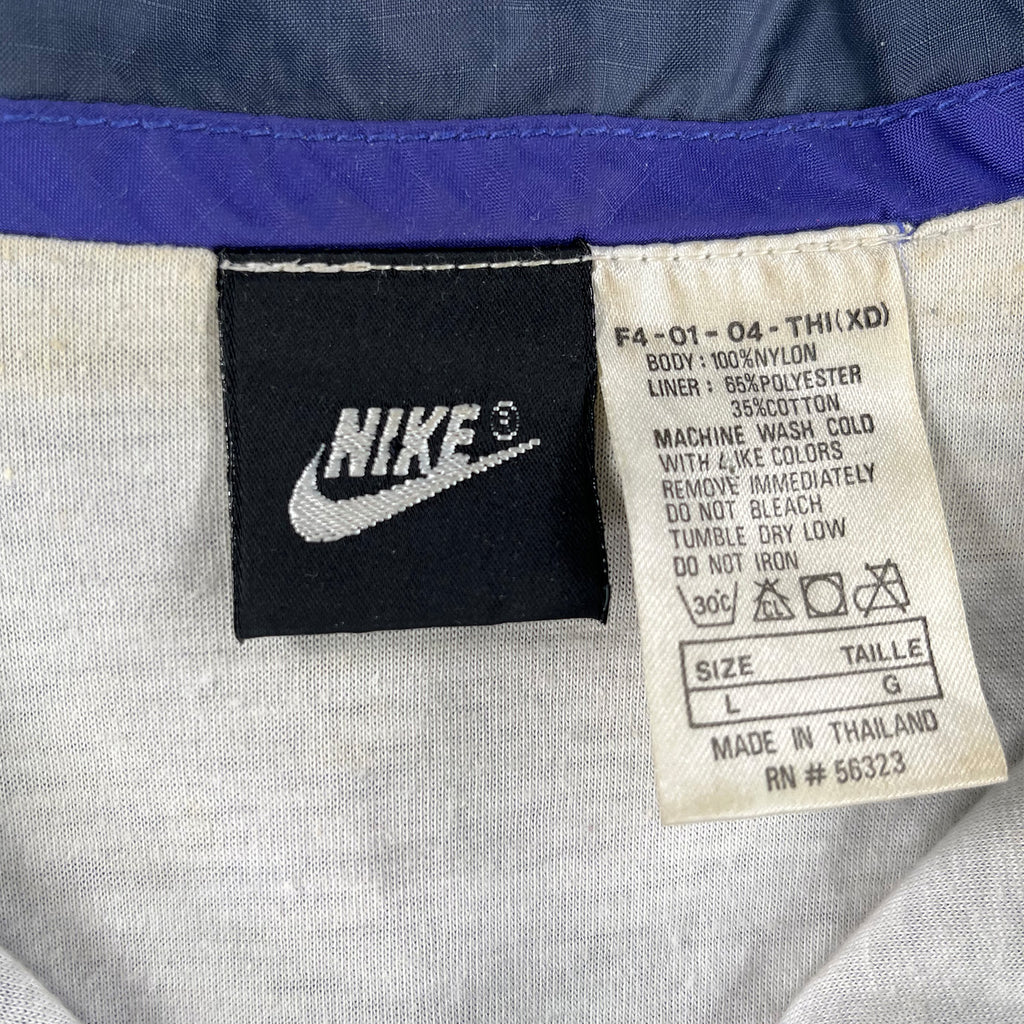 NIKE®
F4-01-04-THI(XD)
BODY: 100%NYLON
LINER: 65%POLYESTER
35%COTTON
MACHINE WASH COLD
WITH LIKE COLORS
REMOVE IMMEDIATELY
DO NOT BLEACH
TUMBLE DRY LOW
DO NOT IRON
30°C CL
SIZE TAILLE
L G
MADE IN THAILAND
RN # 56323